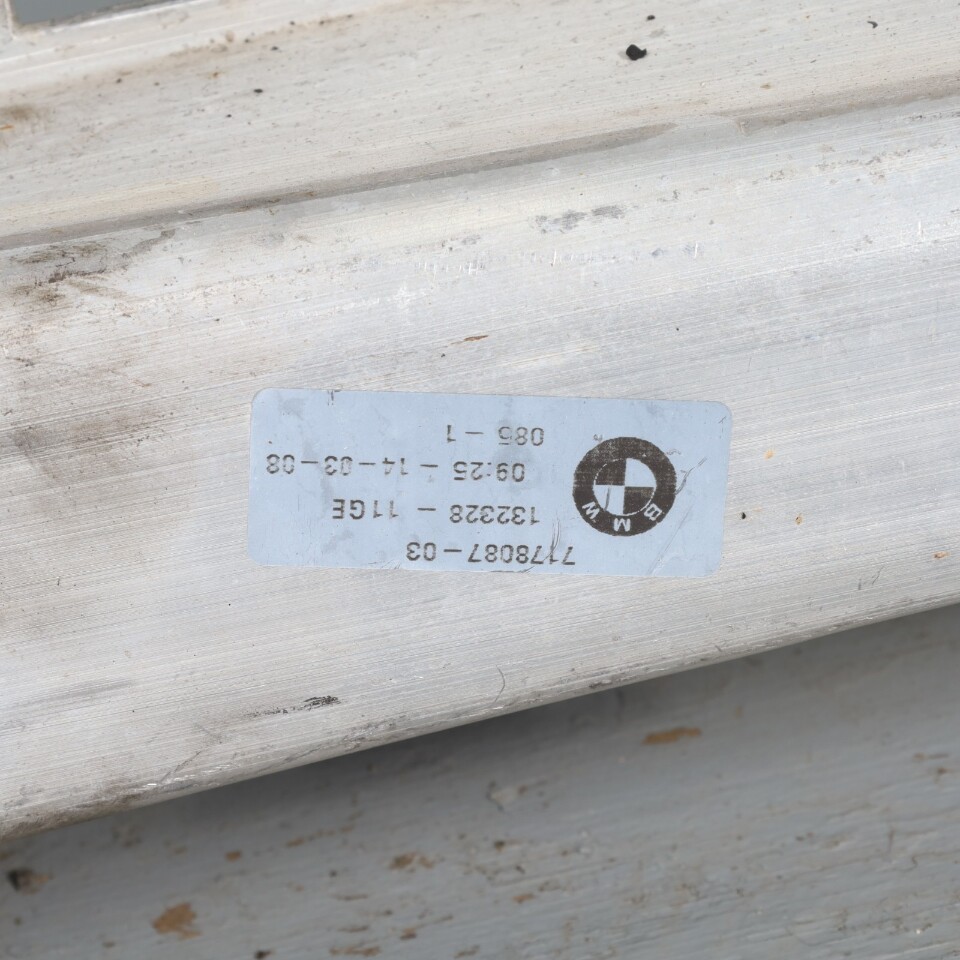 BMW
7178087-03
132328 - 11GE
09:25 - 14-03-08
085 - 1